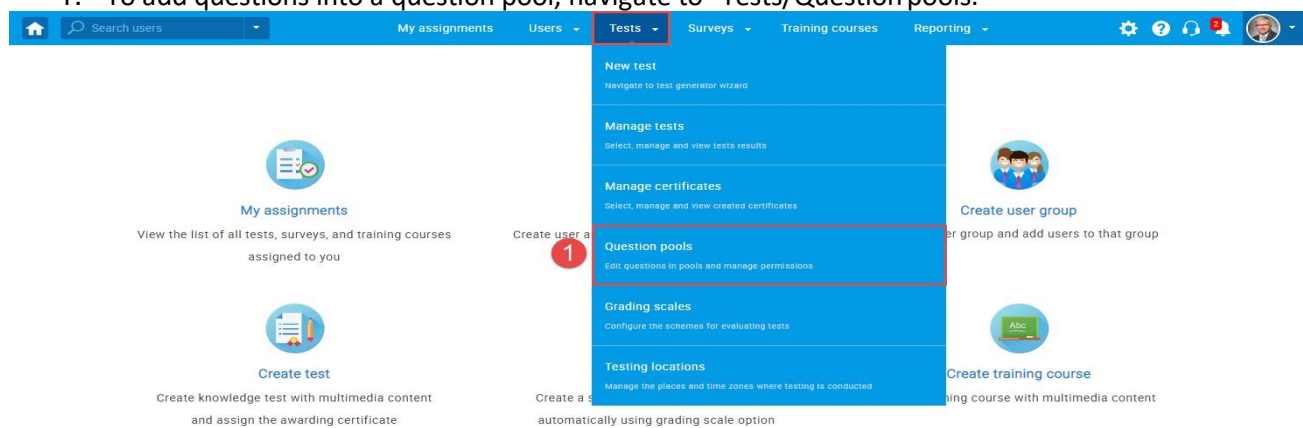 1. To add questions into a question pool, navigate to "Tests/Question pools.
Search users
My assignments
Users
Tests
Surveys
Training courses
Reporting
2
New test
Navigate to test generator wizard
Manage tests
Select, manage and view tests results
Manage certificates
Select, manage and view created certificates
1
Question pools
Edit questions in pools and manage permissions
Grading scales
Configure the schemes for evaluating tests
Testing locations
Manage the places and time zones where testing is conducted
My assignments
View the list of all tests, surveys, and training courses
assigned to you
Create user a
Create user group
er group and add users to that group
Create test
Create knowledge test with multimedia content
and assign the awarding certificate
Create a s
automatically using grading scale option
Abc
Create training course
ning course with multimedia content